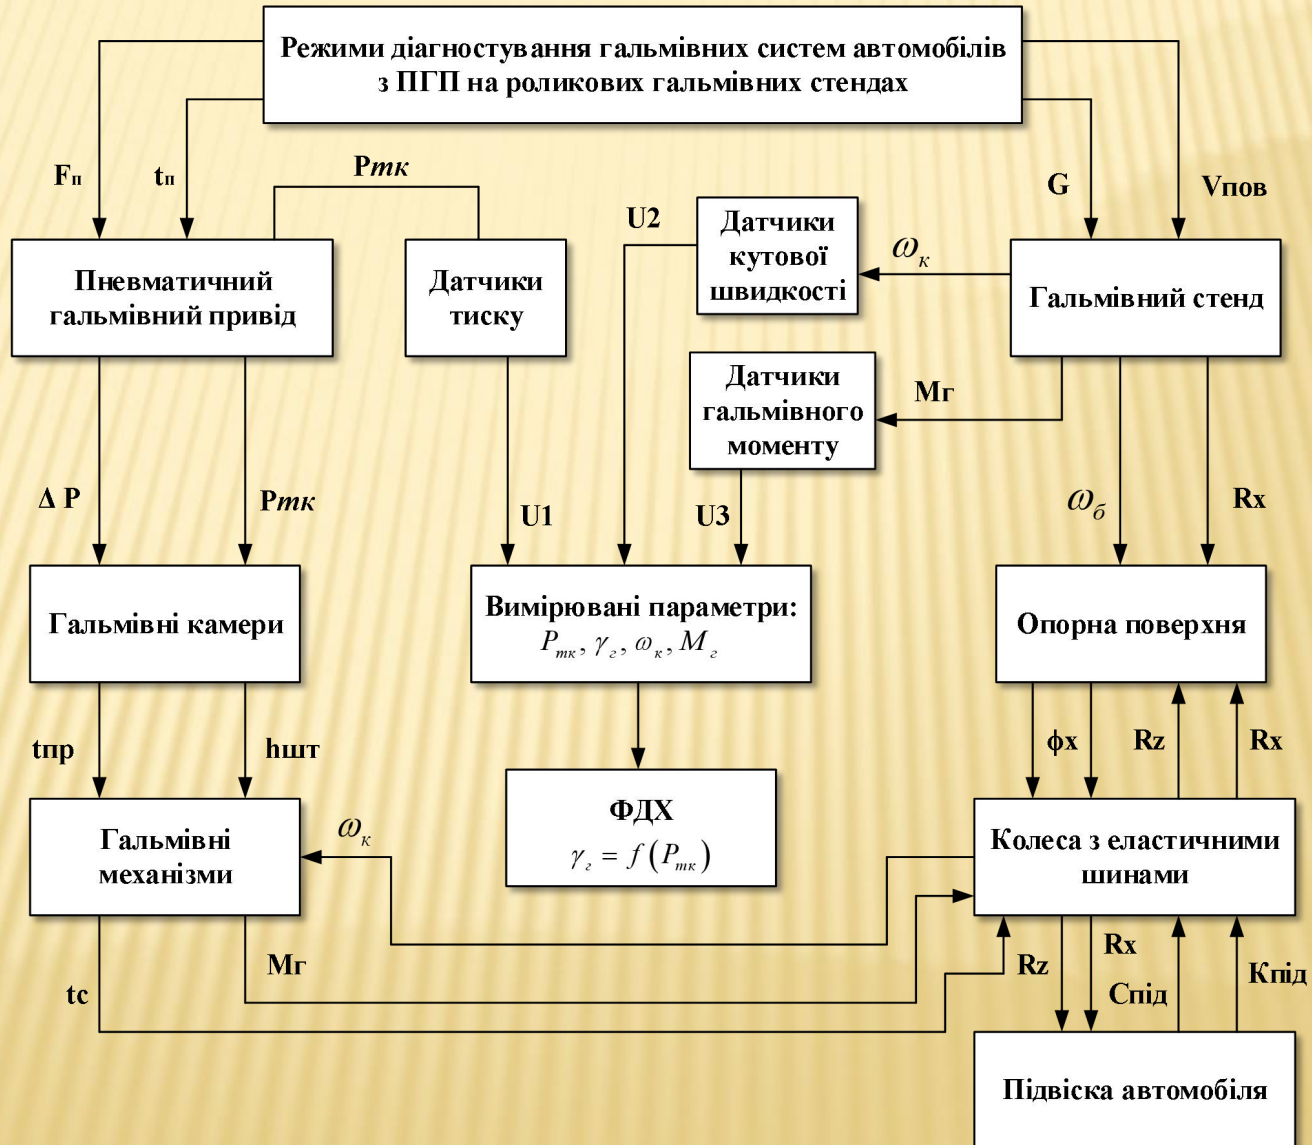 Режими діагностування гальмівних систем автомобілів
з ПГП на роликових гальмівних стендах
Fп
tп
Pтк
G
Vпов
U2
Датчики
кутової
швидкості
ωк
Пневматичний
гальмівний привід
Датчики
тиску
Гальмівний стенд
Датчики
гальмівного
моменту
Мг
Δ P
Pтк
U1
U3
ωб
Rx
Гальмівні камери
Вимірювані параметри:
Pтк, γг, ωк, Mг
Опорна поверхня
tпр
hшт
ϕx
Rz
Rx
Гальмівні
механізми
ωк
ФДХ
γг = f(Pтк)
Колеса з еластичними
шинами
tc
Мг
Rz
Rx
Спід
Кпід
Підвіска автомобіля